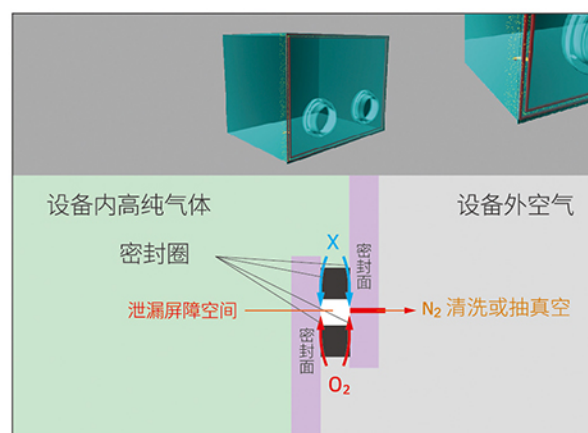 设备内高纯气体
设备外空气
X
密封圈
密封面
泄漏屏障空间
N₂ 清洗或抽真空
密封面
O₂